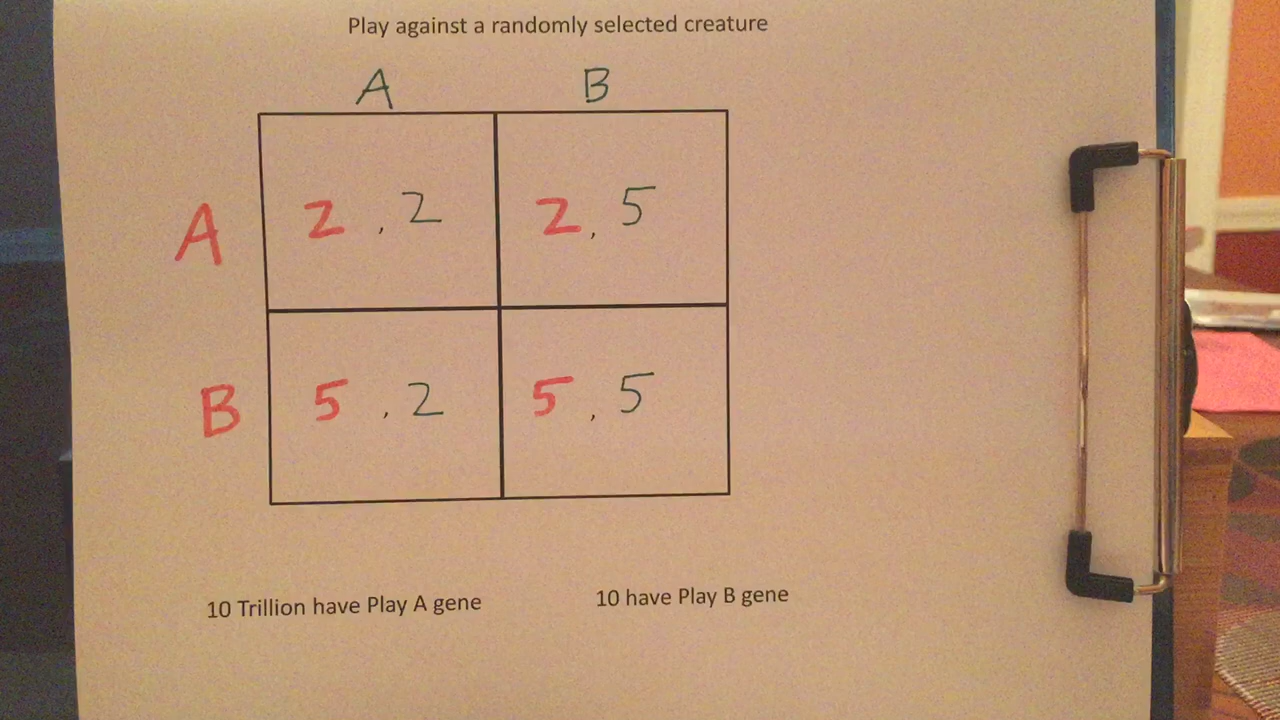 Play against a randomly selected creature
A B
A 2 , 2 2 , 5
B 5 , 2 5 , 5
10 Trillion have Play A gene 10 have Play B gene